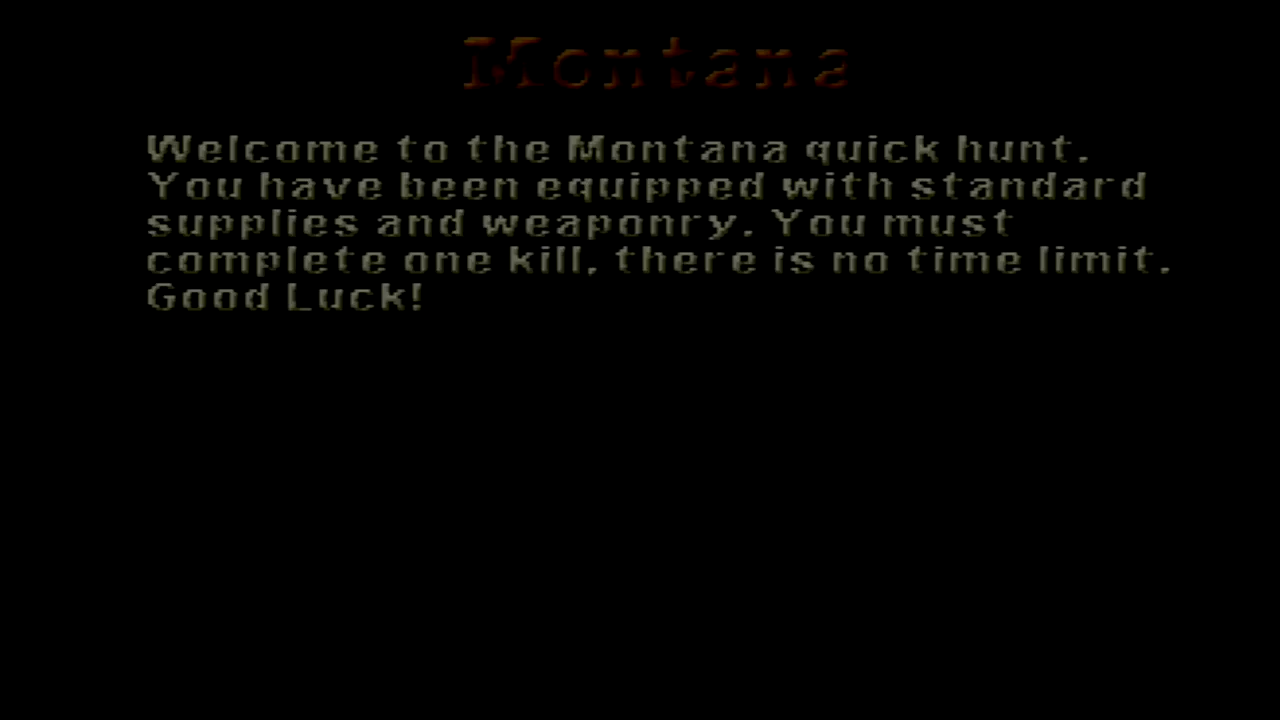 Montana
Welcome to the Montana quick hunt.
You have been equipped with standard
supplies and weaponry. You must
complete one kill, there is no time limit.
Good Luck!